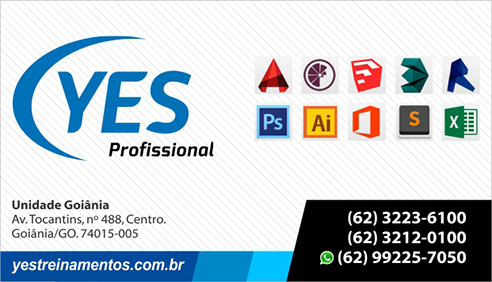 YES
Profissional
Ps
Ai
S
X
Unidade Goiânia
Av. Tocantins, nº 488, Centro.
Goiânia/GO. 74015-005
yestreinamentos.com.br
(62) 3223-6100
(62) 3212-0100
(62) 99225-7050